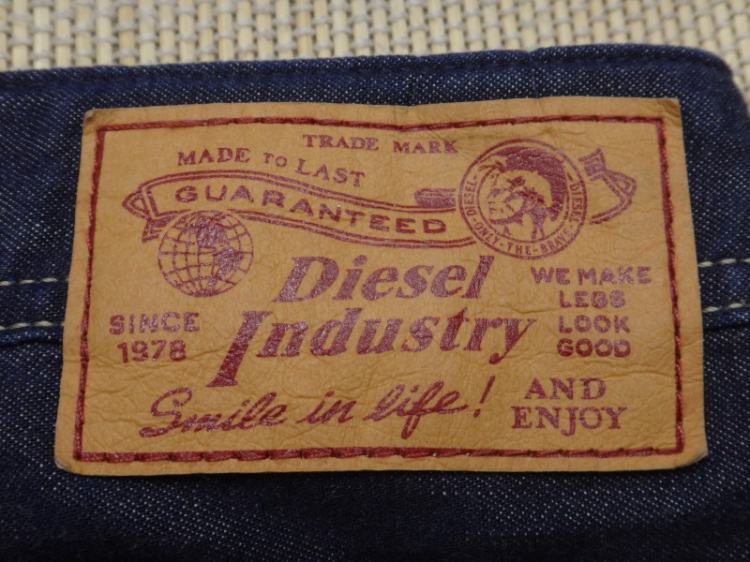 TRADE MARK
MADE TO LAST
GUARANTEED
DIESEL
DIESEL
ONLY-THE-BRAVE
Diesel
Industry
SINCE
1978
WE MAKE
LEGS
LOOK
GOOD
Smile in life!
AND
ENJOY